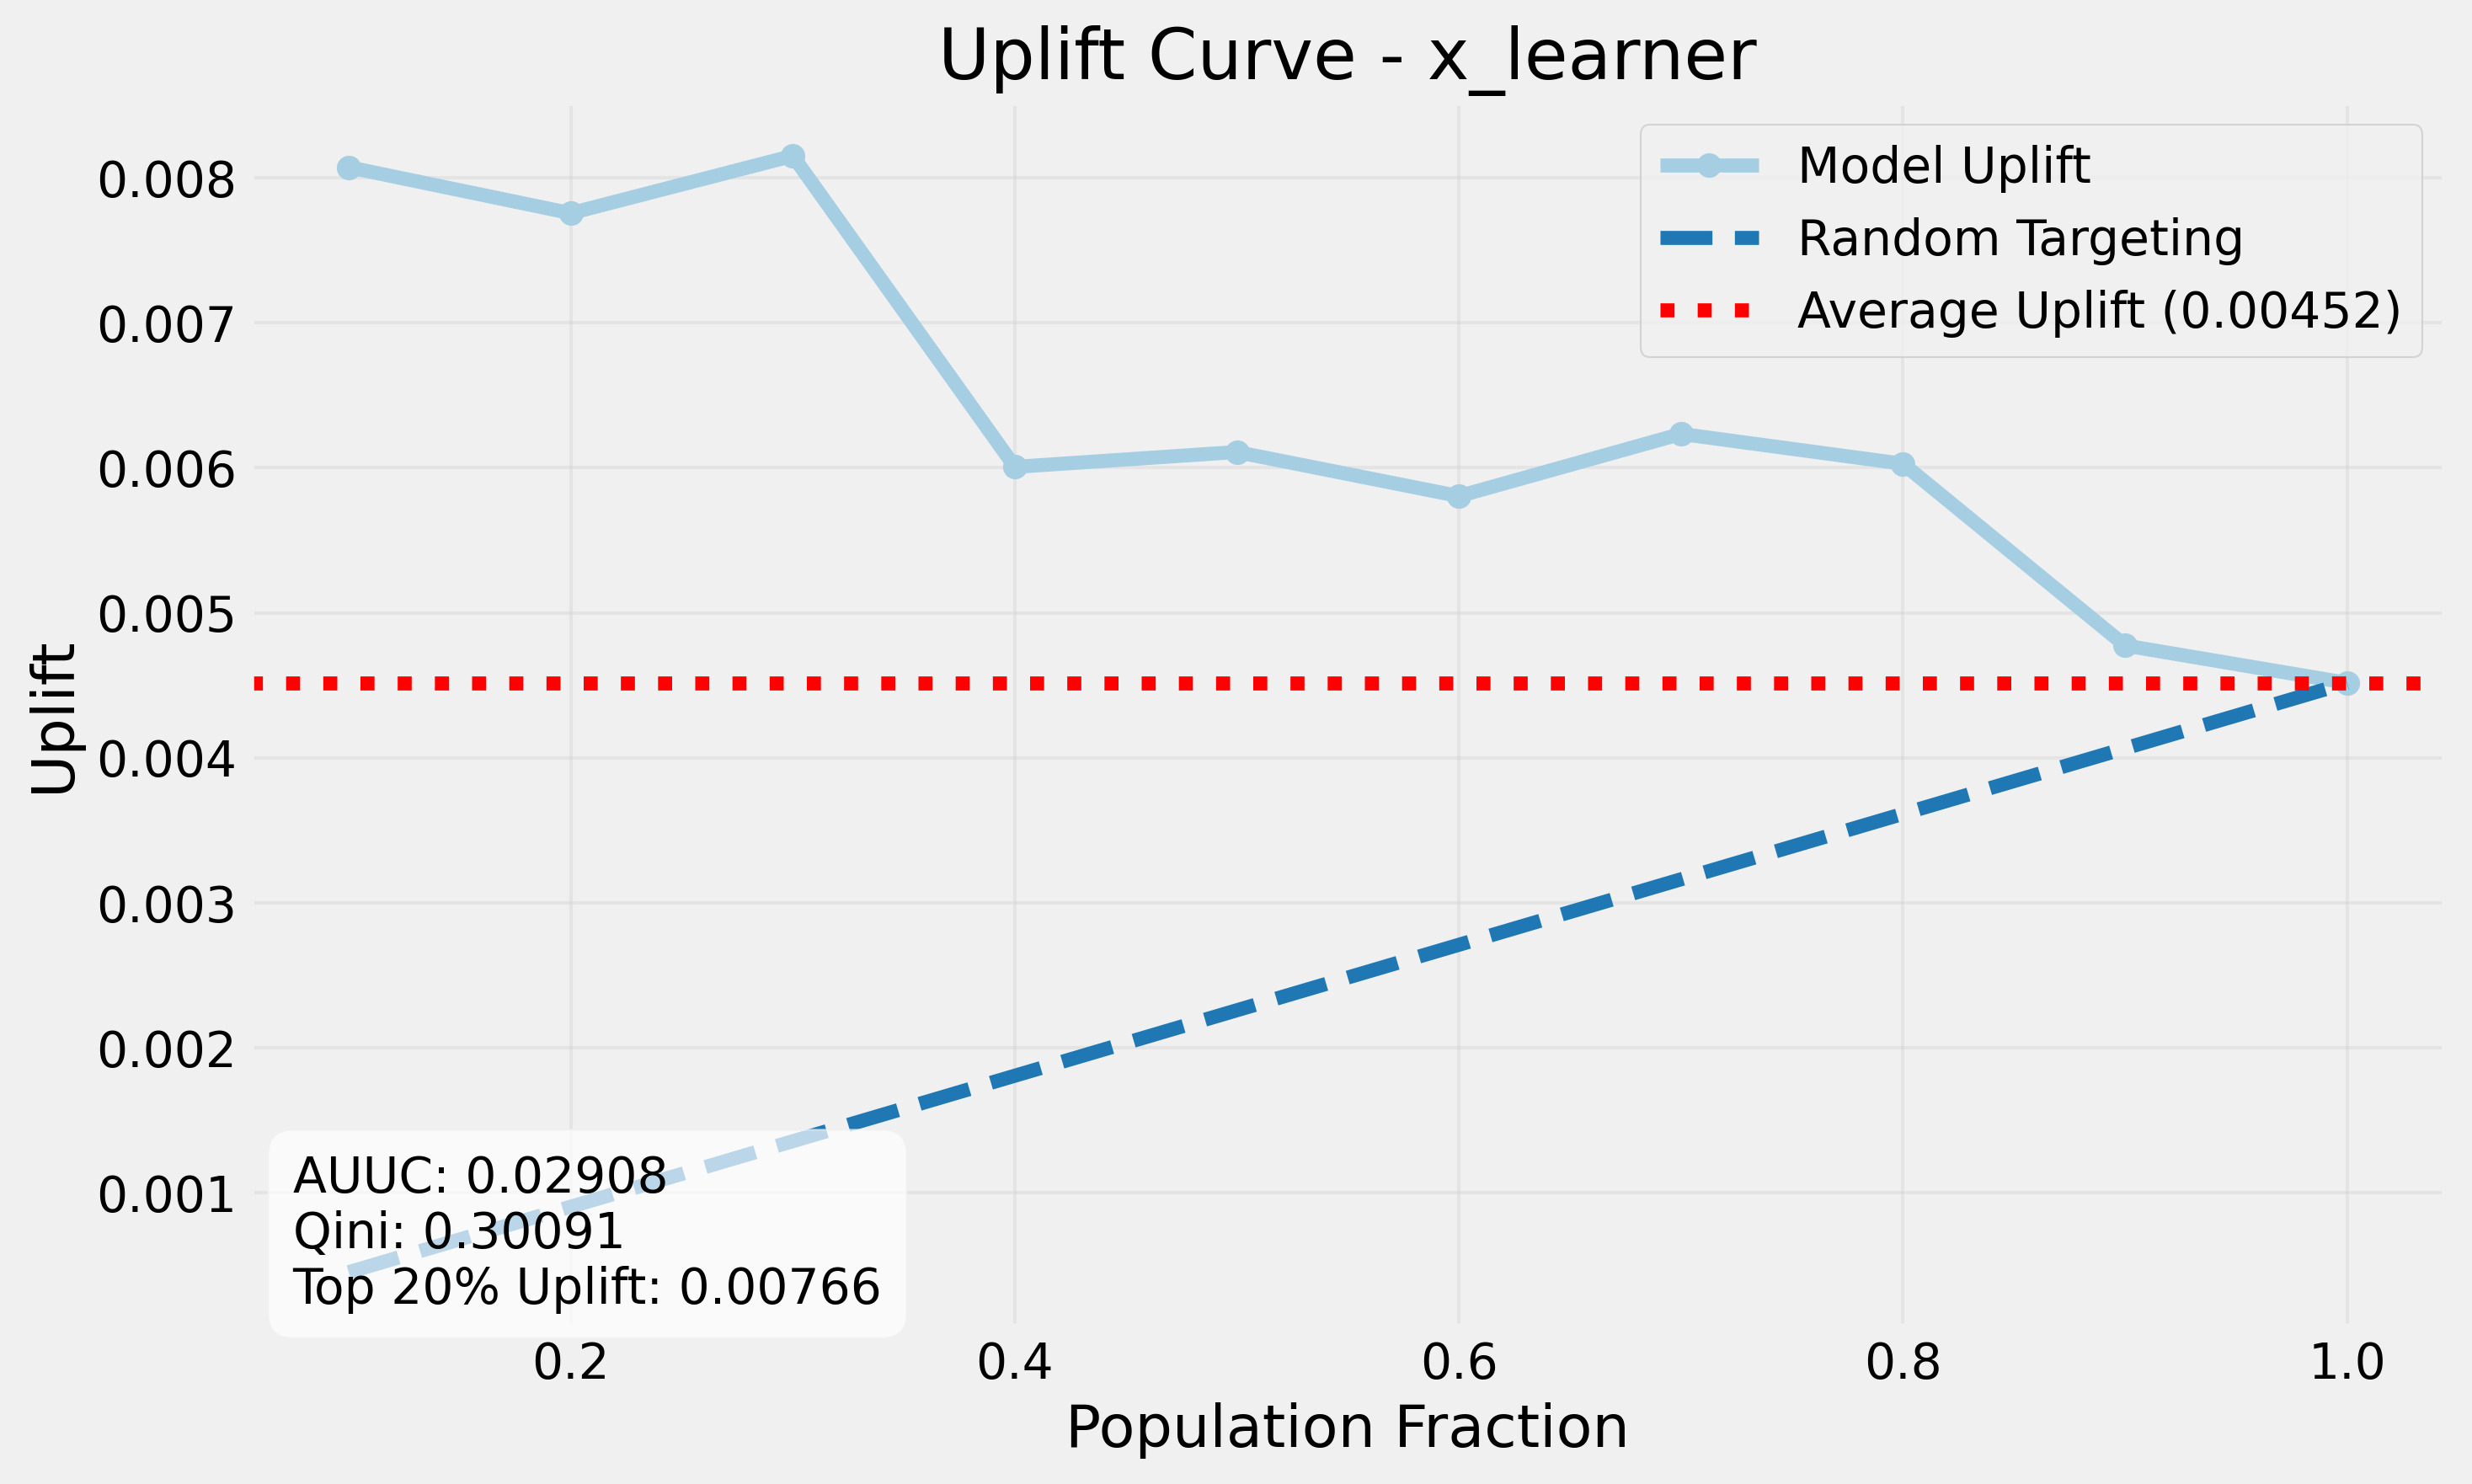 Uplift Curve - x_learner
Model Uplift
Random Targeting
Average Uplift (0.00452)
Uplift
0.008
0.007
0.006
0.005
0.004
0.003
0.002
0.001
AUUC: 0.02908
Qini: 0.30091
Top 20% Uplift: 0.00766
0.2 0.4 0.6 0.8 1.0
Population Fraction